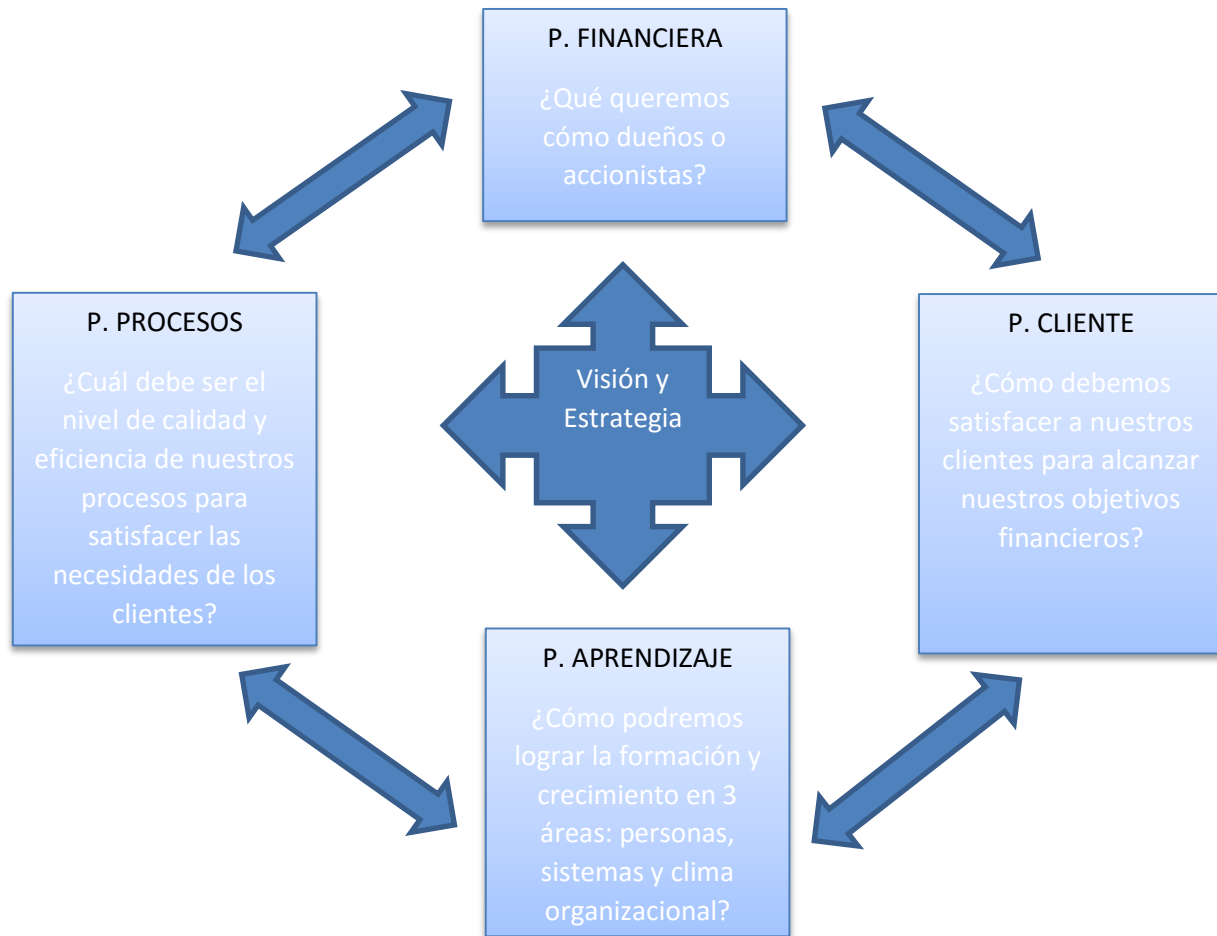 P. FINANCIERA
¿Qué queremos
cómo dueños o
accionistas?
P. PROCESOS
¿Cuál debe ser el
nivel de calidad y
eficiencia de nuestros
procesos para
satisfacer las
necesidades de los
clientes?
Visión y
Estrategia
P. CLIENTE
¿Cómo debemos
satisfacer a nuestros
clientes para alcanzar
nuestros objetivos
financieros?
P. APRENDIZAJE
¿Cómo podremos
lograr la formación y
crecimiento en 3
áreas: personas,
sistemas y clima
organizacional?